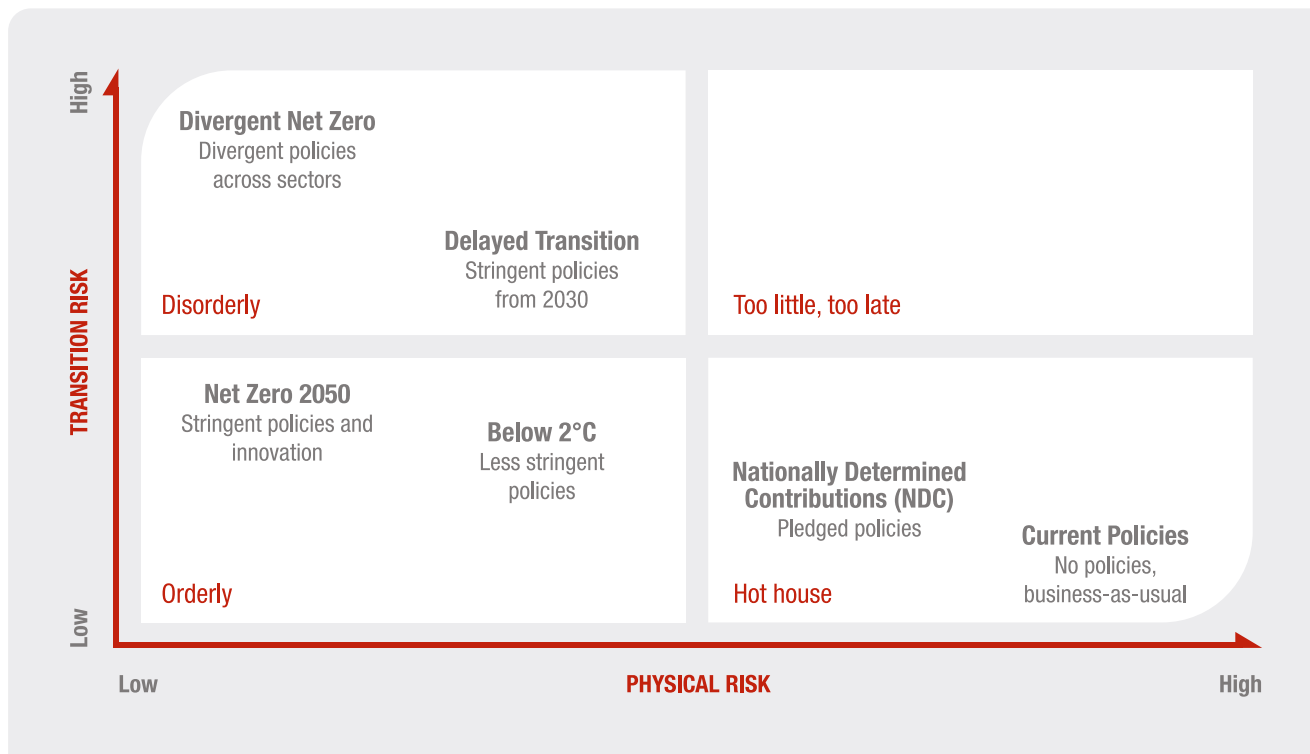 High
TRANSITION RISK
Low
Divergent Net Zero
Divergent policies
across sectors
Delayed Transition
Stringent policies
from 2030
Disorderly
Too little, too late
Net Zero 2050
Stringent policies and
innovation
Below 2°C
Less stringent
policies
Orderly
Nationally Determined
Contributions (NDC)
Pledged policies
Current Policies
No policies,
business-as-usual
Hot house
Low
PHYSICAL RISK
High